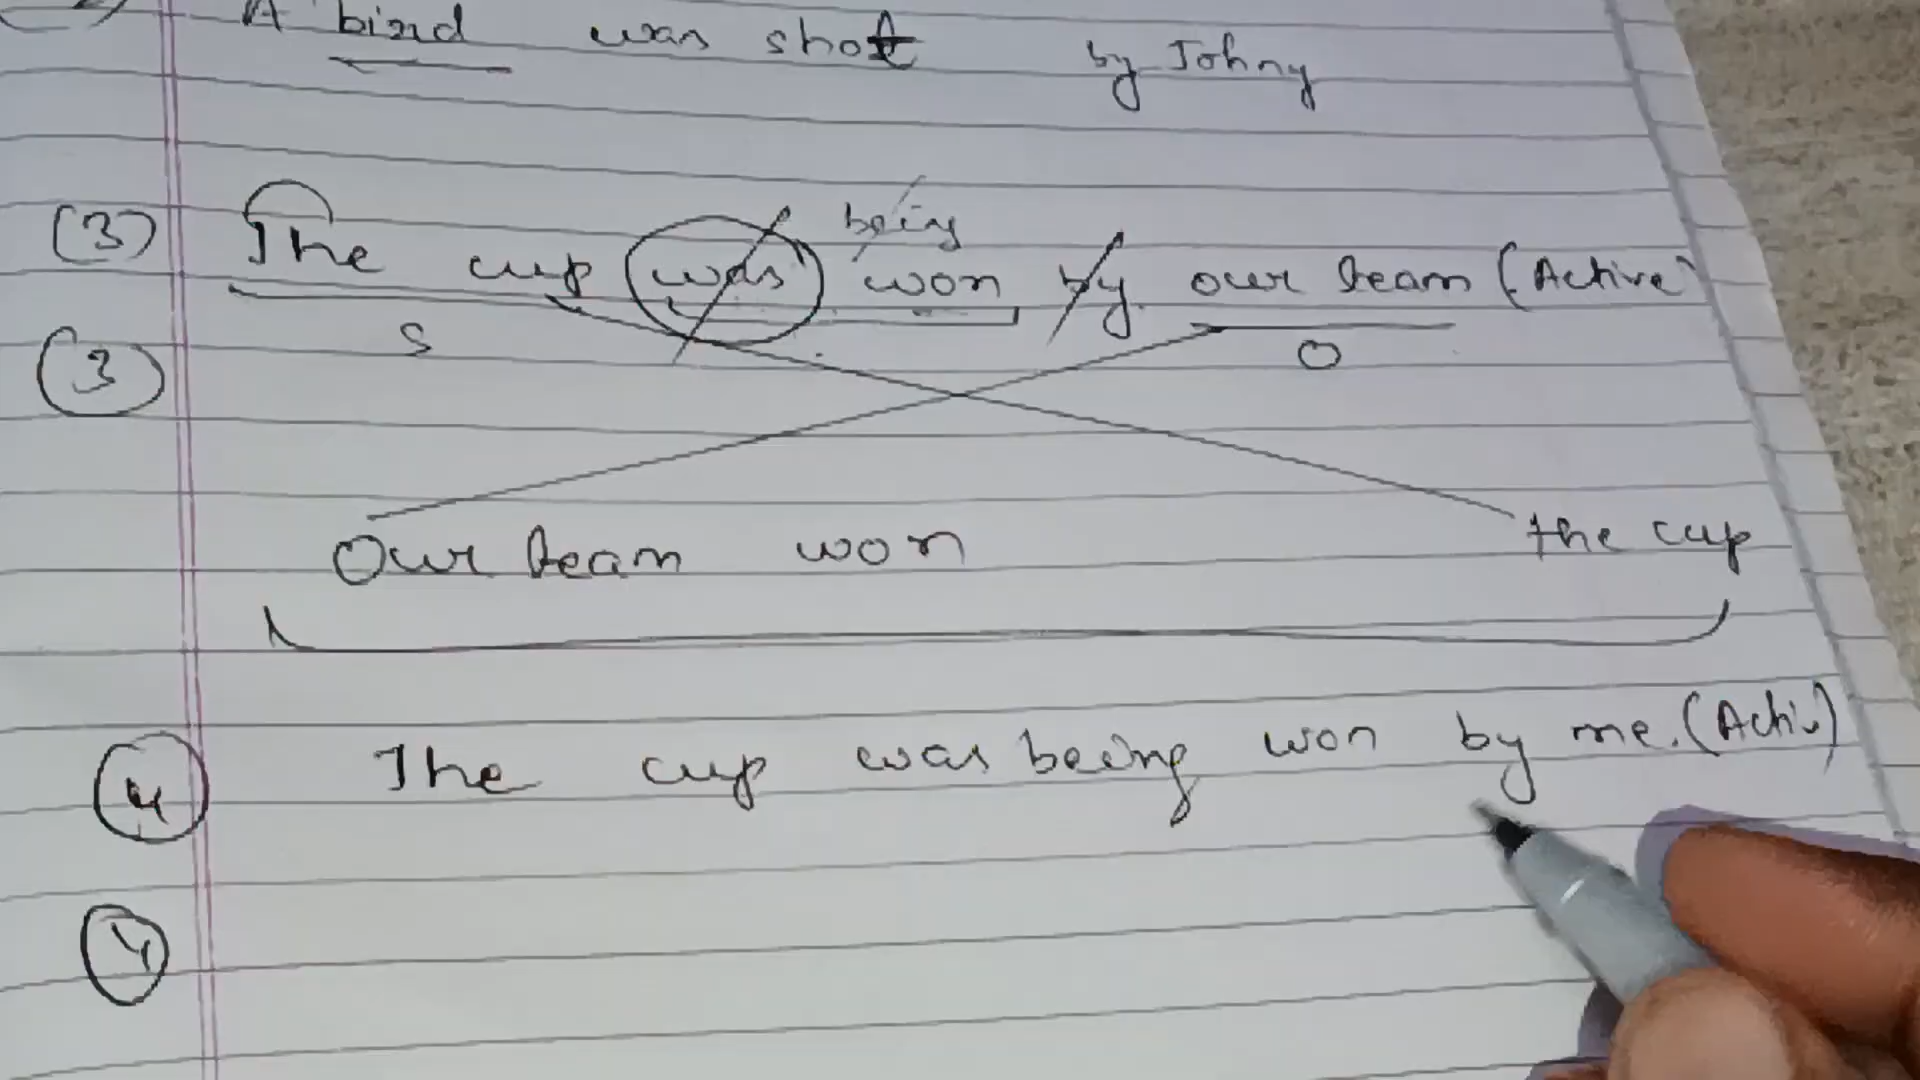 A bird was shot by Johny
being
(3) The cup was won by our team (Active)
S O
(3)
Our team won the cup
4 The cup was being won by me. (Activ)
4